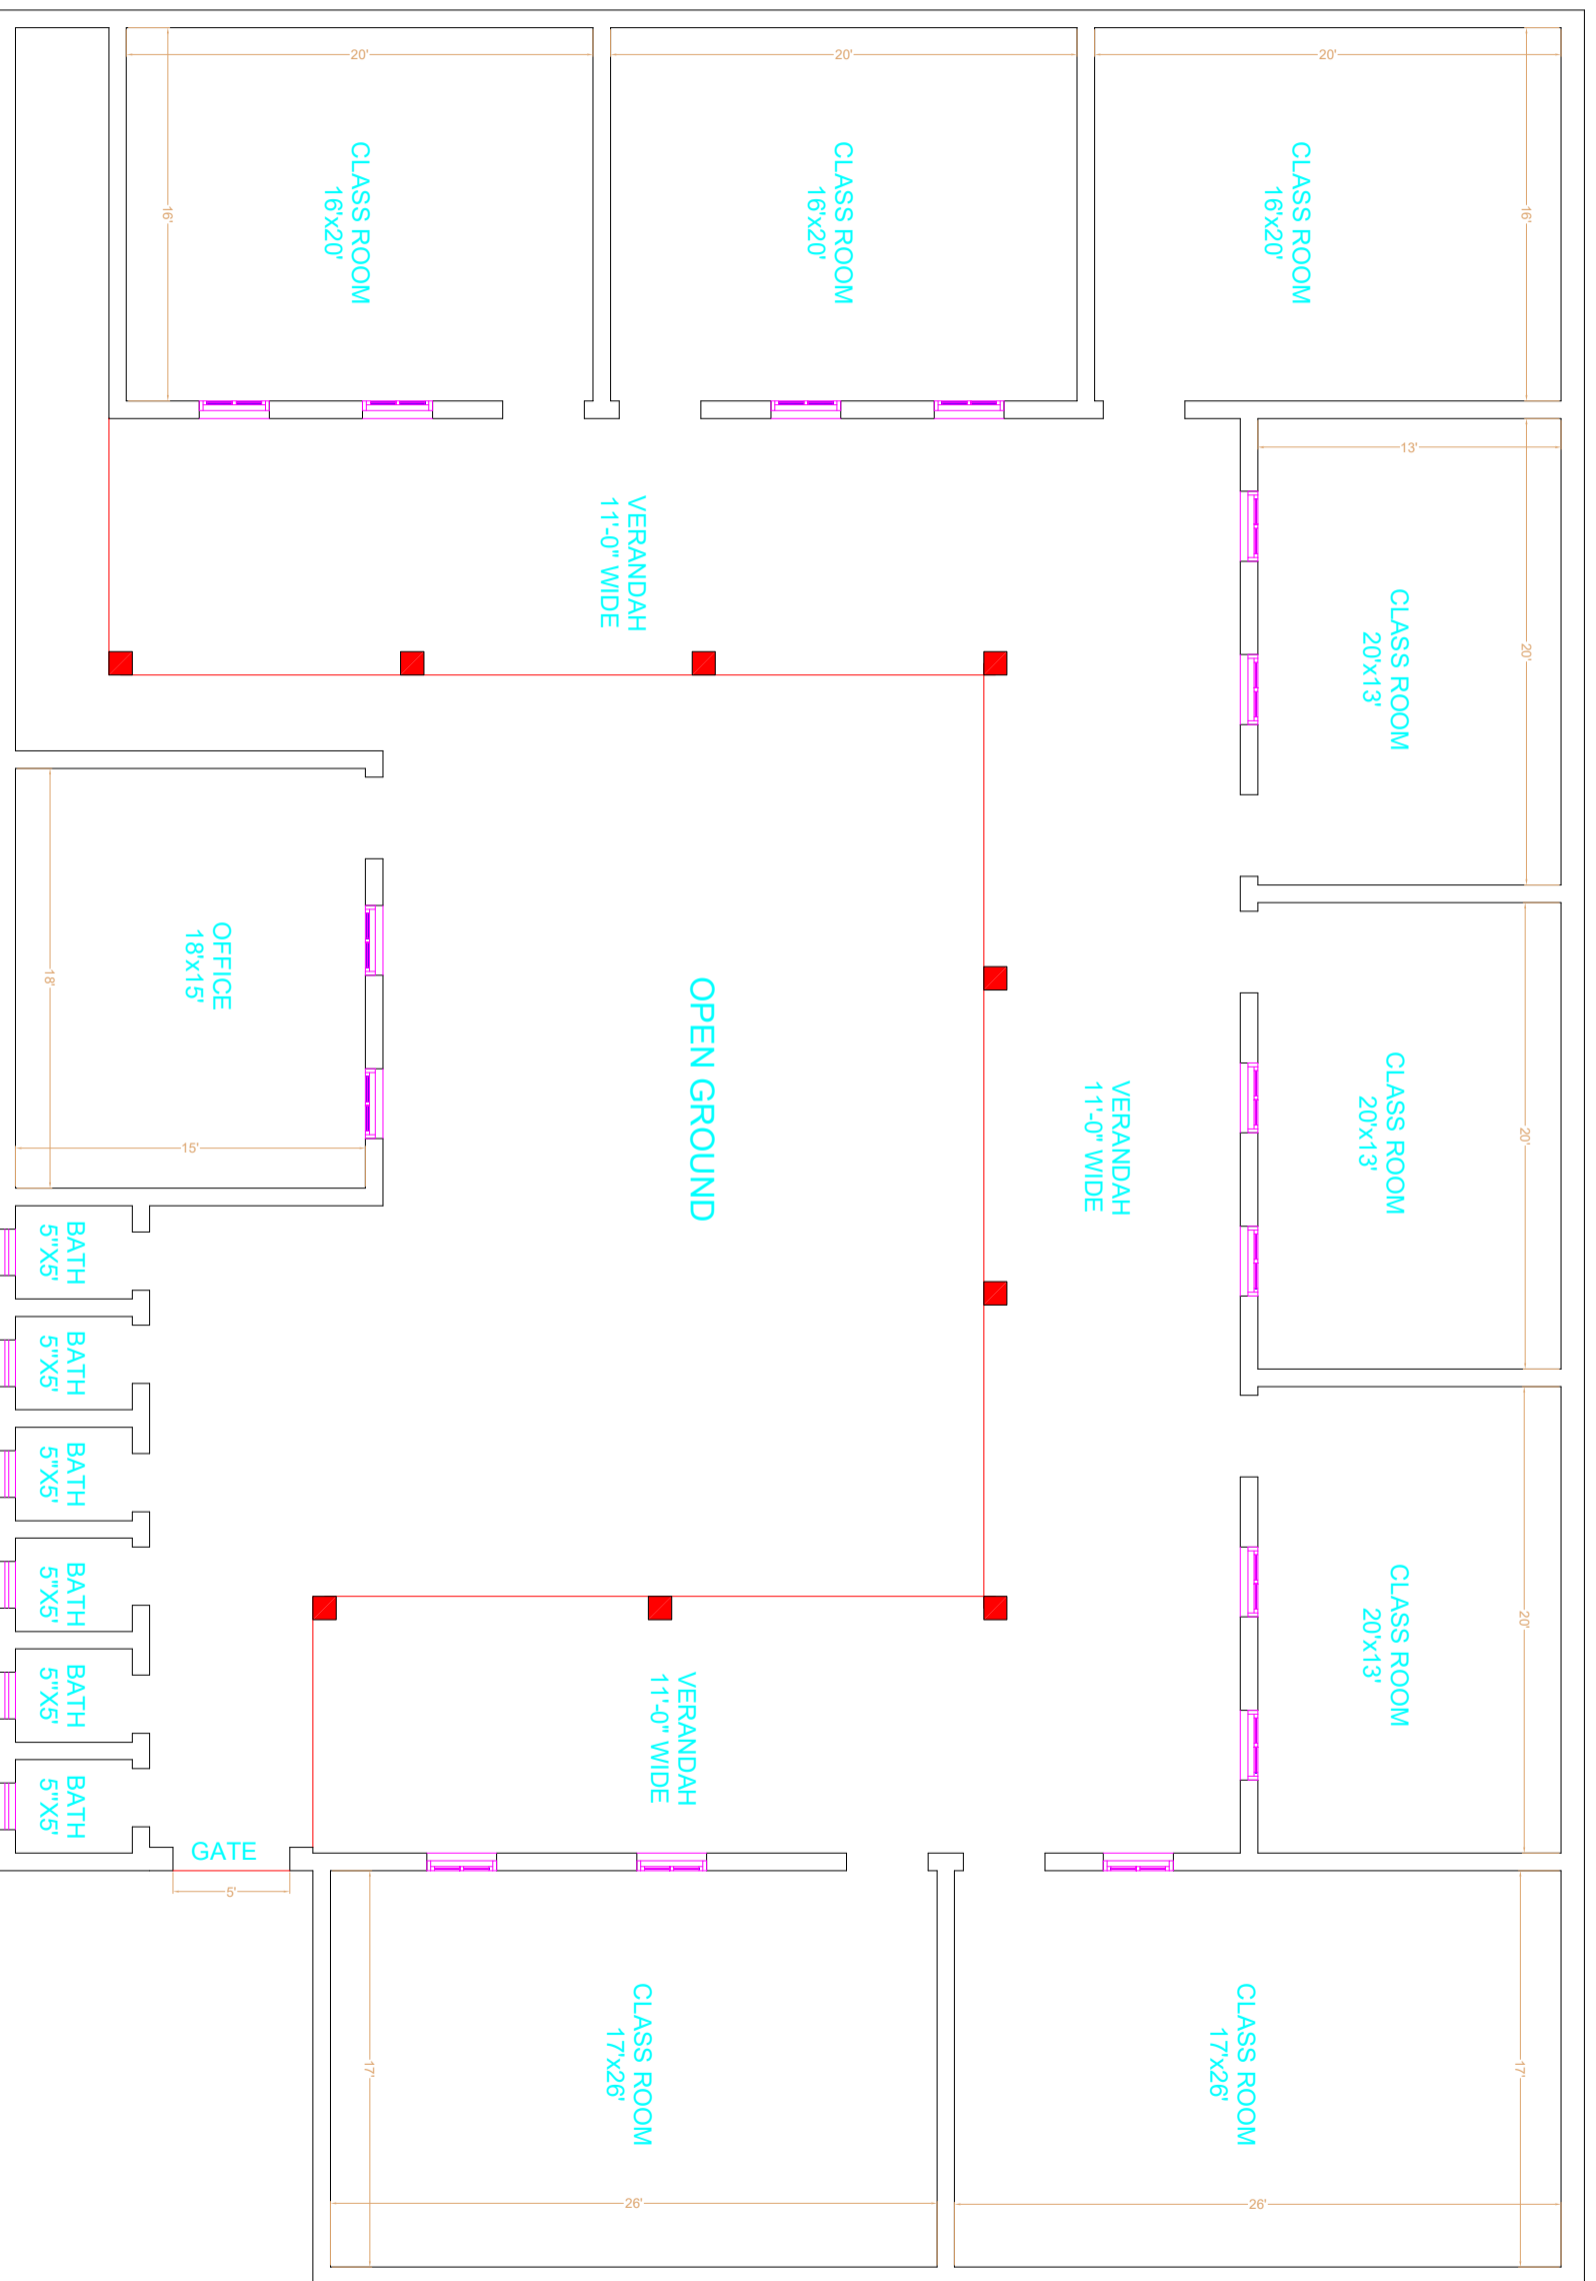 20'
20'
20'
16'
CLASS ROOM
16'x20'
CLASS ROOM
16'x20'
CLASS ROOM
16'x20'
16'
13'
VERANDAH
11'-0" WIDE
CLASS ROOM
20'x13'
20'
OFFICE
18'x15'
18'
15'
OPEN GROUND
VERANDAH
11'-0" WIDE
CLASS ROOM
20'x13'
20'
BATH
5"X5'
BATH
5"X5'
BATH
5"X5'
BATH
5"X5'
BATH
5"X5'
BATH
5"X5'
CLASS ROOM
20'x13'
20'
VERANDAH
11'-0" WIDE
GATE
5'
CLASS ROOM
17'x26'
17'
CLASS ROOM
17'x26'
17'
26'
26'